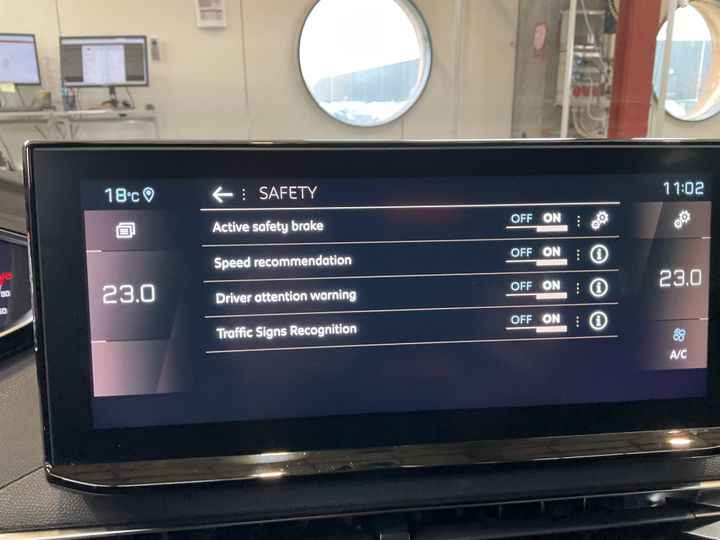 18°C
SAFETY
11:02
Active safety brake OFF ON
Speed recommendation OFF ON
23.0
23.0
Driver attention warning OFF ON
Traffic Signs Recognition OFF ON
A/C